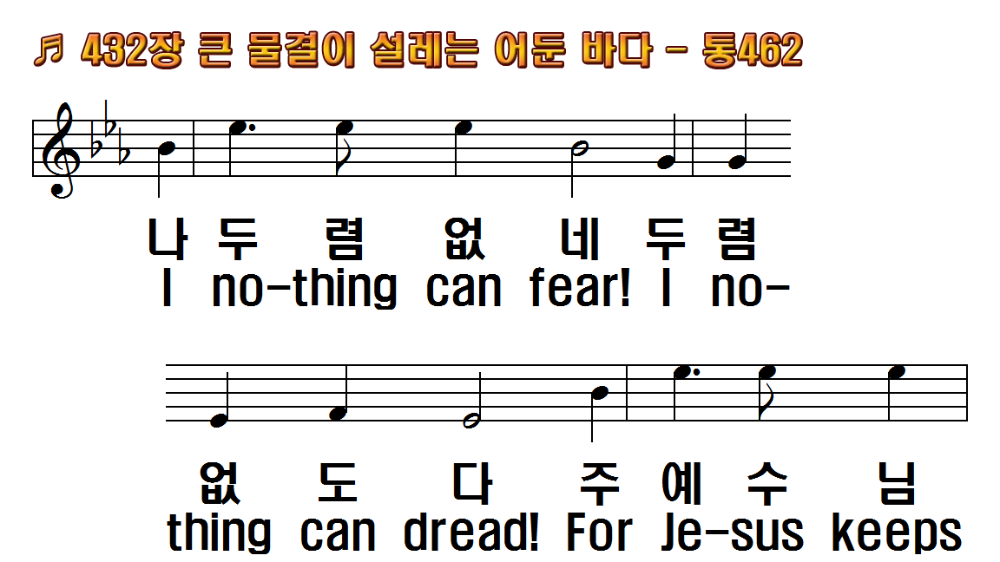 432장 큰 물결이 설레는 어둔 바다 - 통462
나 두 렴 없 네 두 렴
I no-thing can fear! I no-
없 도 다 주 예 수 님
thing can dread! For Je-sus keeps